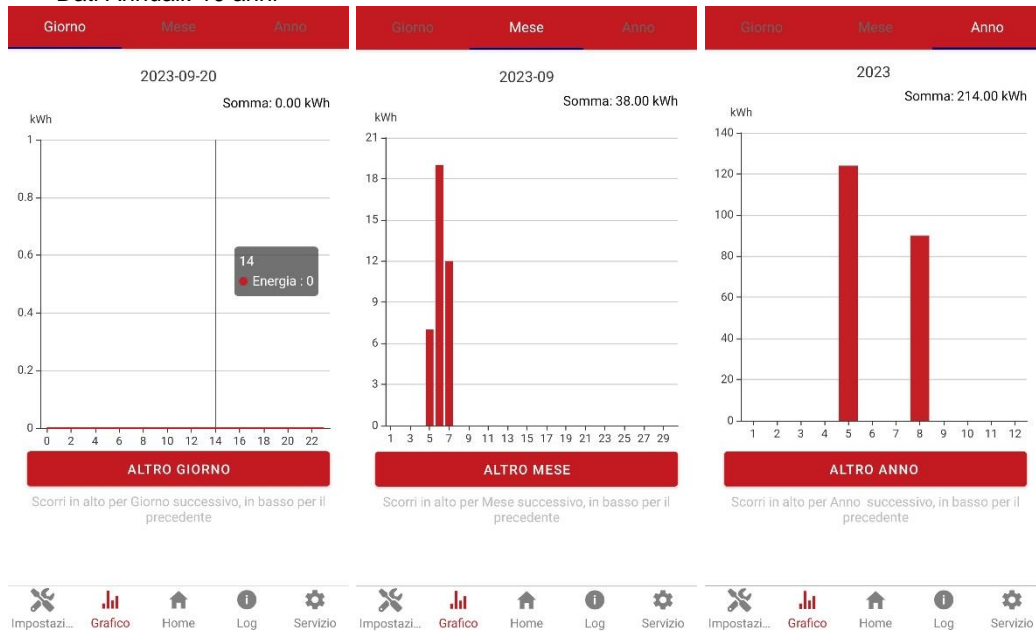 Dati Annuali: 10 anni
Giorno Mese Anno
2023-09-20
Somma: 0.00 kWh
kWh
1
0.8
0.6
0.4
0.2
0
14
Energia : 0
0 2 4 6 8 10 12 14 16 18 20 22
ALTRO GIORNO
Scorri in alto per Giorno successivo, in basso per il
precedente
Impostazi... Grafico Home Log Servizio
Giorno Mese Anno
2023-09
Somma: 38.00 kWh
kWh
21
18
15
12
9
6
3
0
1 3 5 7 9 11 13 15 17 19 21 23 25 27 29
ALTRO MESE
Scorri in alto per Mese successivo, in basso per il
precedente
Impostazi... Grafico Home Log Servizio
Giorno Mese Anno
2023
Somma: 214.00 kWh
kWh
140
120
100
80
60
40
20
0
1 2 3 4 5 6 7 8 9 10 11 12
ALTRO ANNO
Scorri in alto per Anno successivo, in basso per il
precedente
Impostazi... Grafico Home Log Servizio